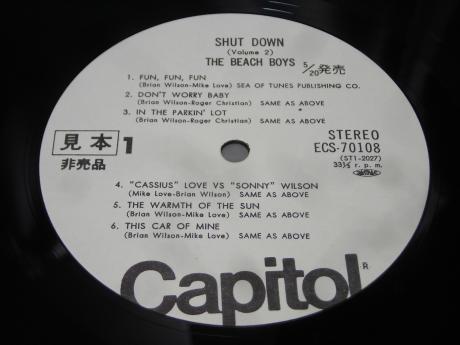 SHUT DOWN
(Volume 2)
THE BEACH BOYS 5/20発売
1. FUN, FUN, FUN
(Brian Wilson-Mike Love) SEA OF TUNES PUBLISHING CO.
2. DON'T WORRY BABY
(Brian Wilson-Roger Christian) SAME AS ABOVE
3. IN THE PARKIN' LOT
(Brian Wilson-Roger Christian) SAME AS ABOVE
見本 1
非売品
STEREO
ECS-70108
(ST1-2027)
33⅓ r. p. m.
4. "CASSIUS" LOVE VS "SONNY" WILSON
(Mike Love-Brian Wilson) SAME AS ABOVE
5. THE WARMTH OF THE SUN
(Brian Wilson-Mike Love) SAME AS ABOVE
6. THIS CAR OF MINE
(Brian Wilson-Mike Love) SAME AS ABOVE
Capitol®